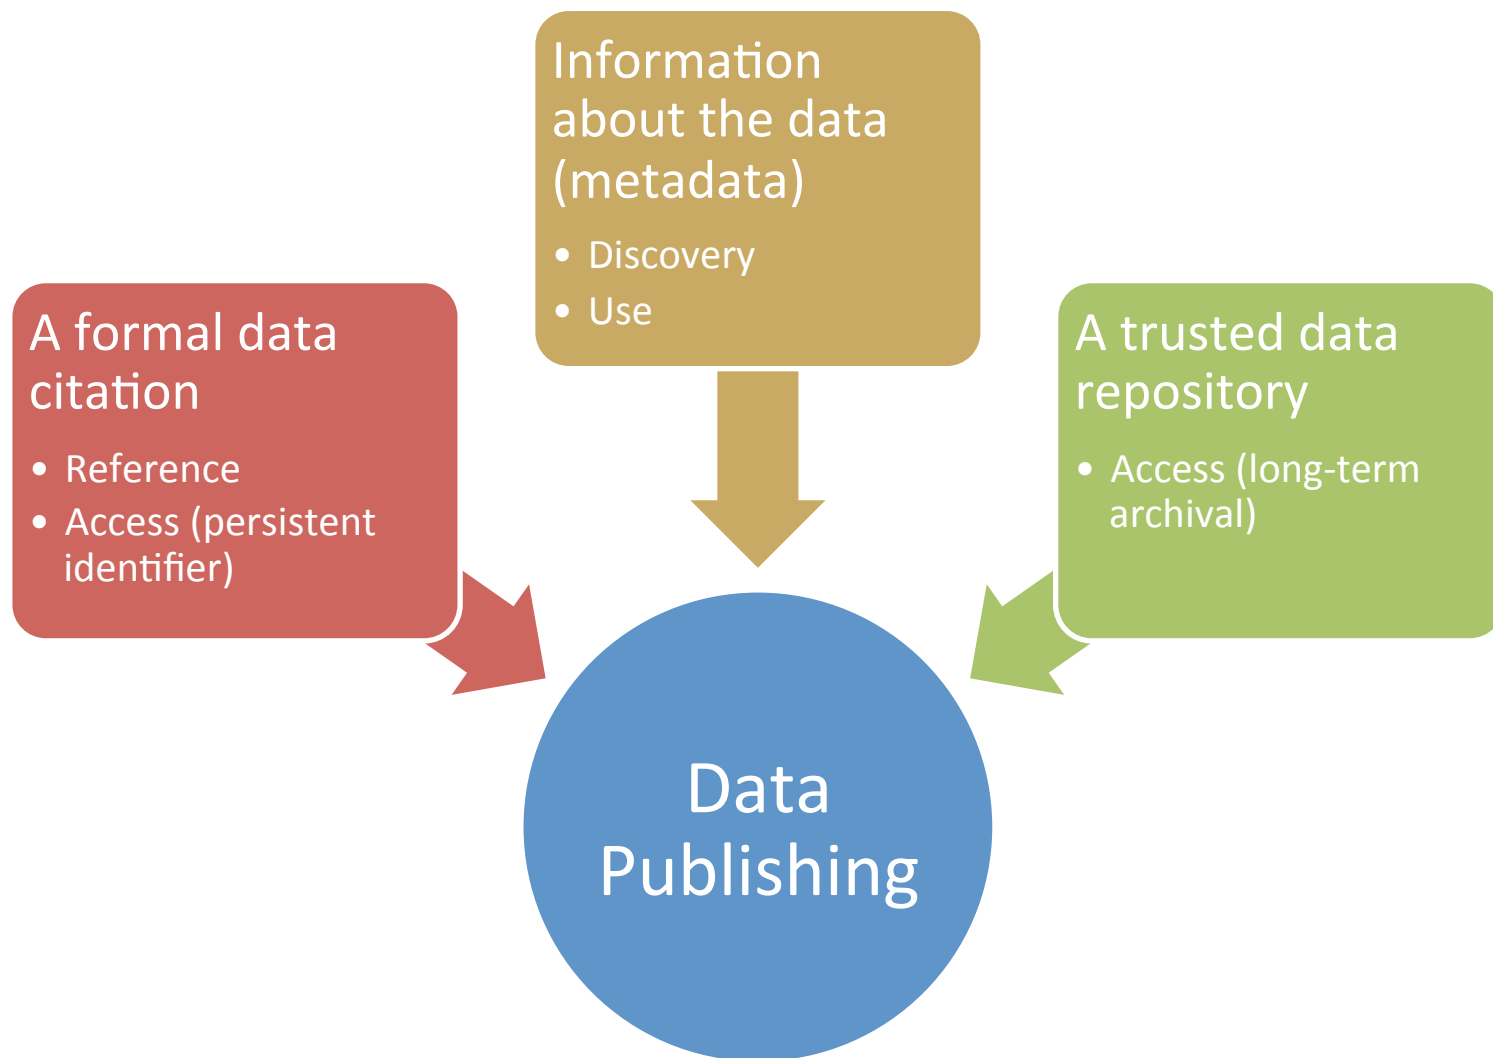 Information
about the data
(metadata)
• Discovery
• Use
A formal data
citation
• Reference
• Access (persistent
identifier)
A trusted data
repository
• Access (long-term
archival)
Data
Publishing